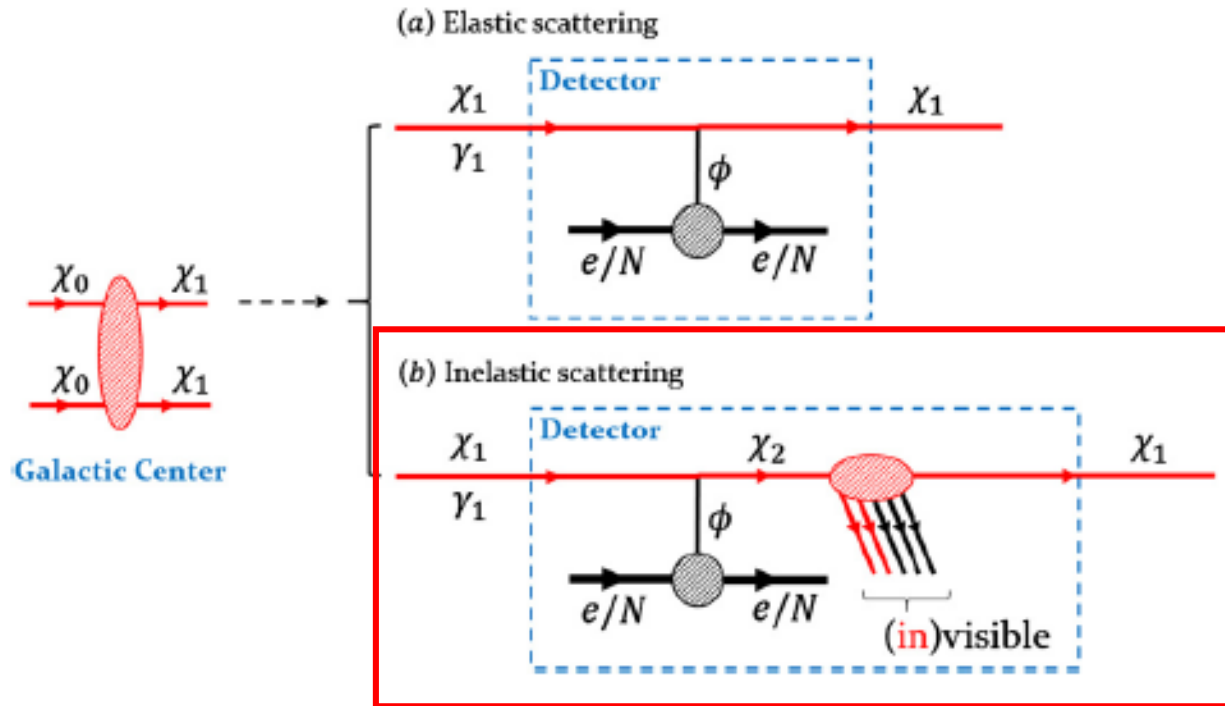 (a) Elastic scattering
Detector
χ₁
χ₁
γ₁
ϕ
e/N
e/N
χ₀
χ₁
χ₀
χ₁
Galactic Center
(b) Inelastic scattering
Detector
χ₁
χ₂
χ₁
γ₁
ϕ
e/N
e/N
(in)visible